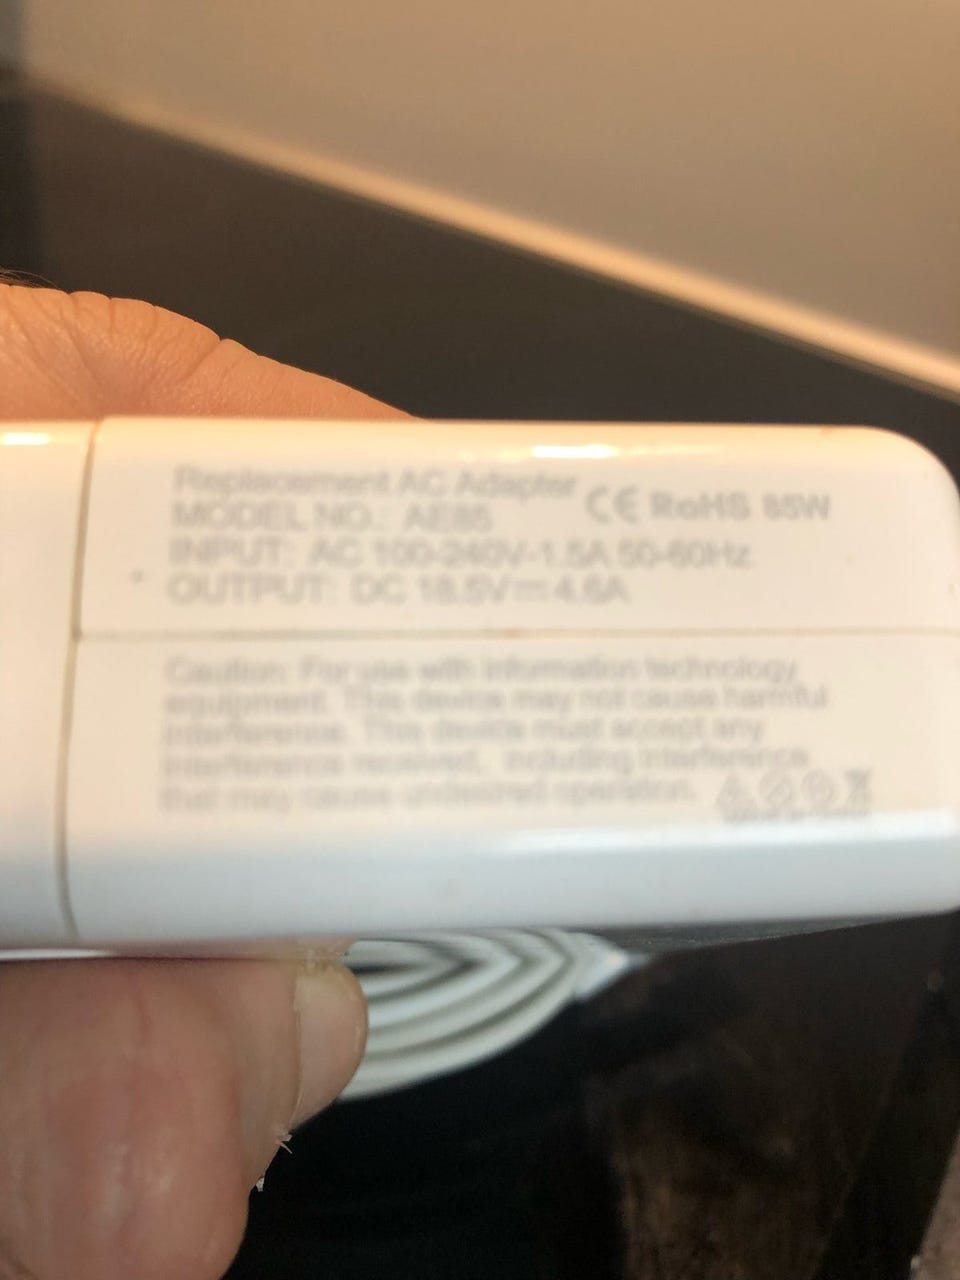 Replacement AC Adapter
CE RoHS 85W
MODEL NO.: AE85
INPUT: AC 100-240V-1.5A 50-60Hz
OUTPUT: DC 18.5V⎓4.6A
Caution: For use with information technology
equipment. This device may not cause harmful
interference. This device must accept any
interference received, including interference
that may cause undesired operation.